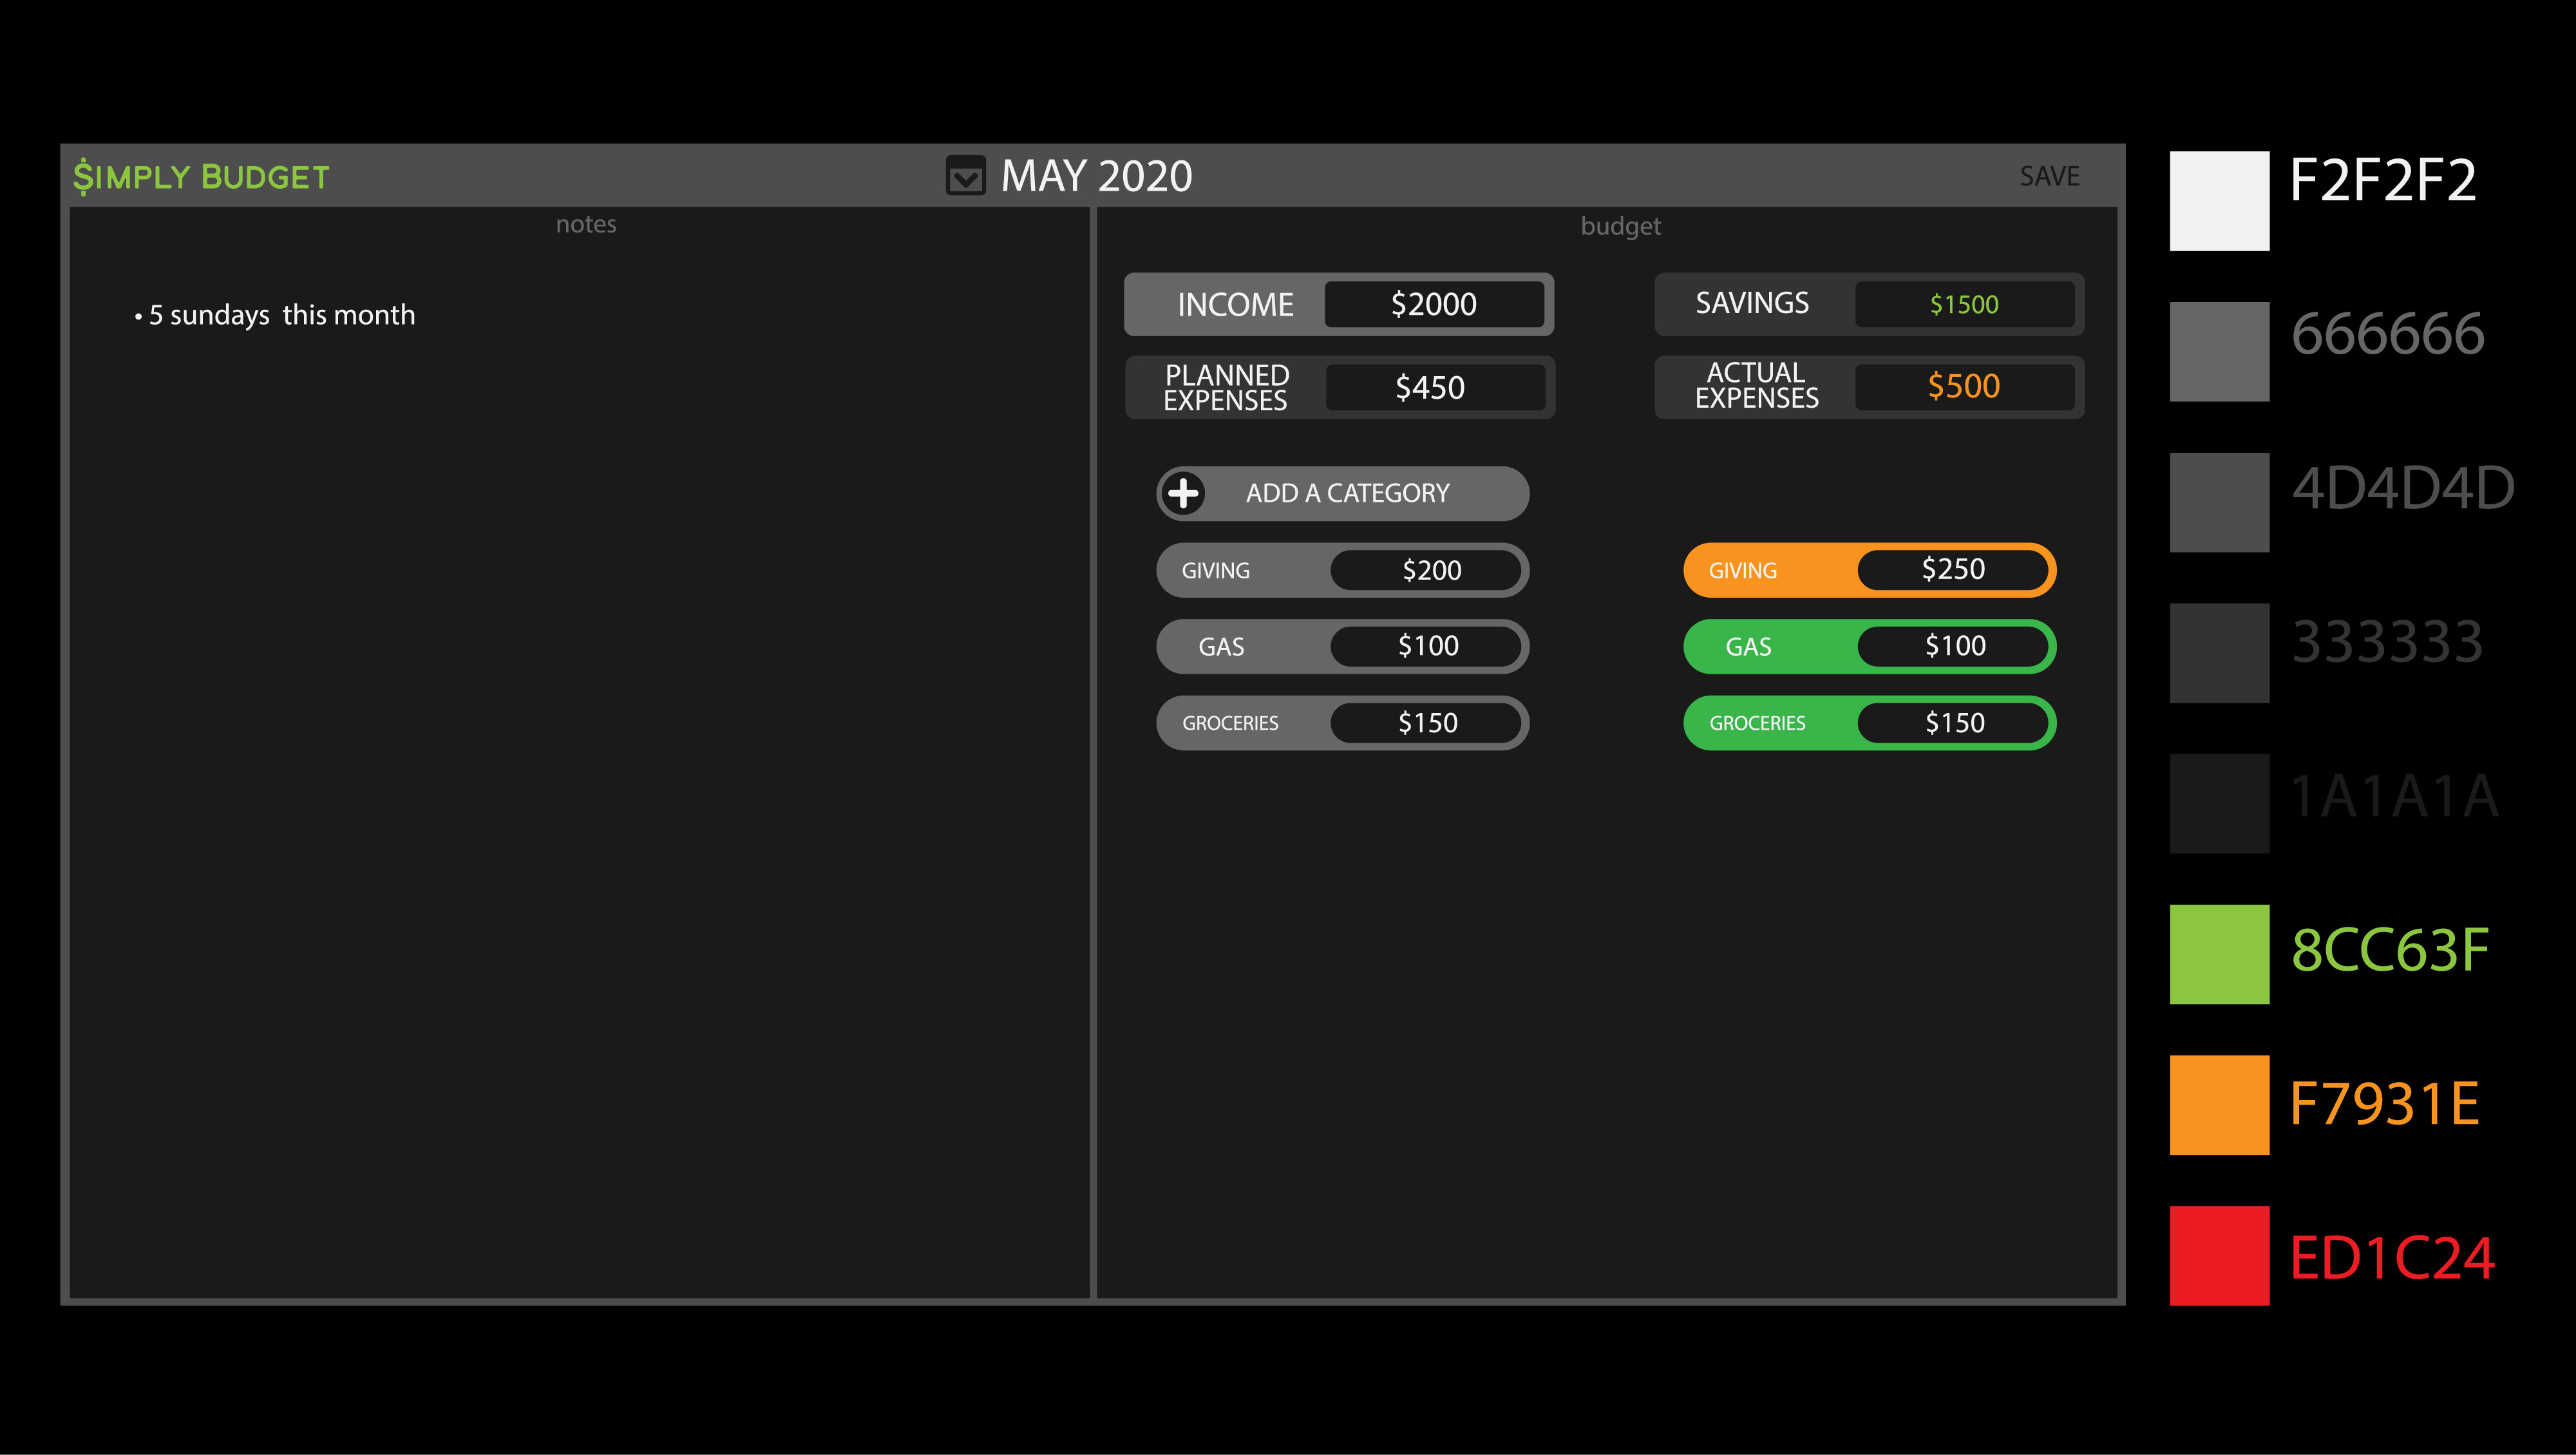 $IMPLY BUDGET
MAY 2020
SAVE
notes
• 5 sundays  this month
budget
INCOME $2000
SAVINGS $1500
PLANNED
EXPENSES
$450
ACTUAL
EXPENSES
$500
ADD A CATEGORY
GIVING $200
GIVING $250
GAS $100
GAS $100
GROCERIES $150
GROCERIES $150
F2F2F2
666666
4D4D4D
333333
1A1A1A
8CC63F
F7931E
ED1C24